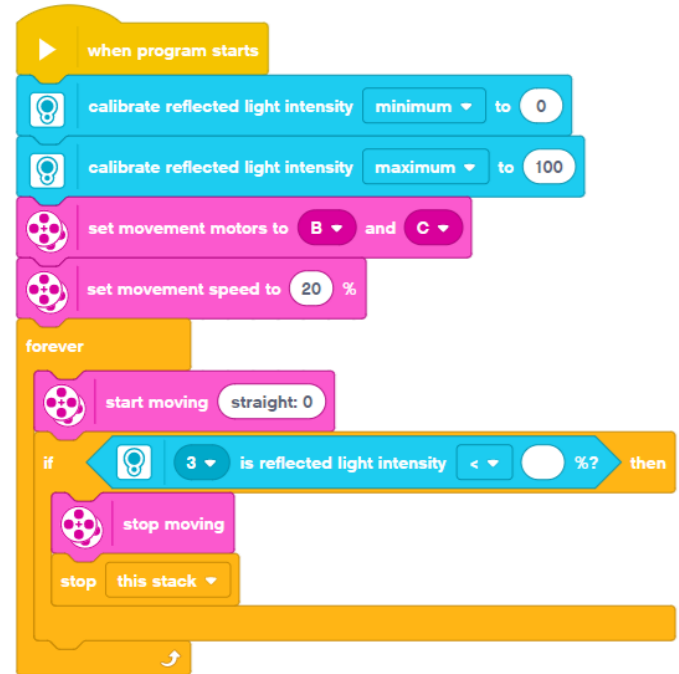 when program starts
calibrate reflected light intensity minimum to 0
calibrate reflected light intensity maximum to 100
set movement motors to B and C
set movement speed to 20 %
forever
start moving straight: 0
if 3 is reflected light intensity < %? then
stop moving
stop this stack